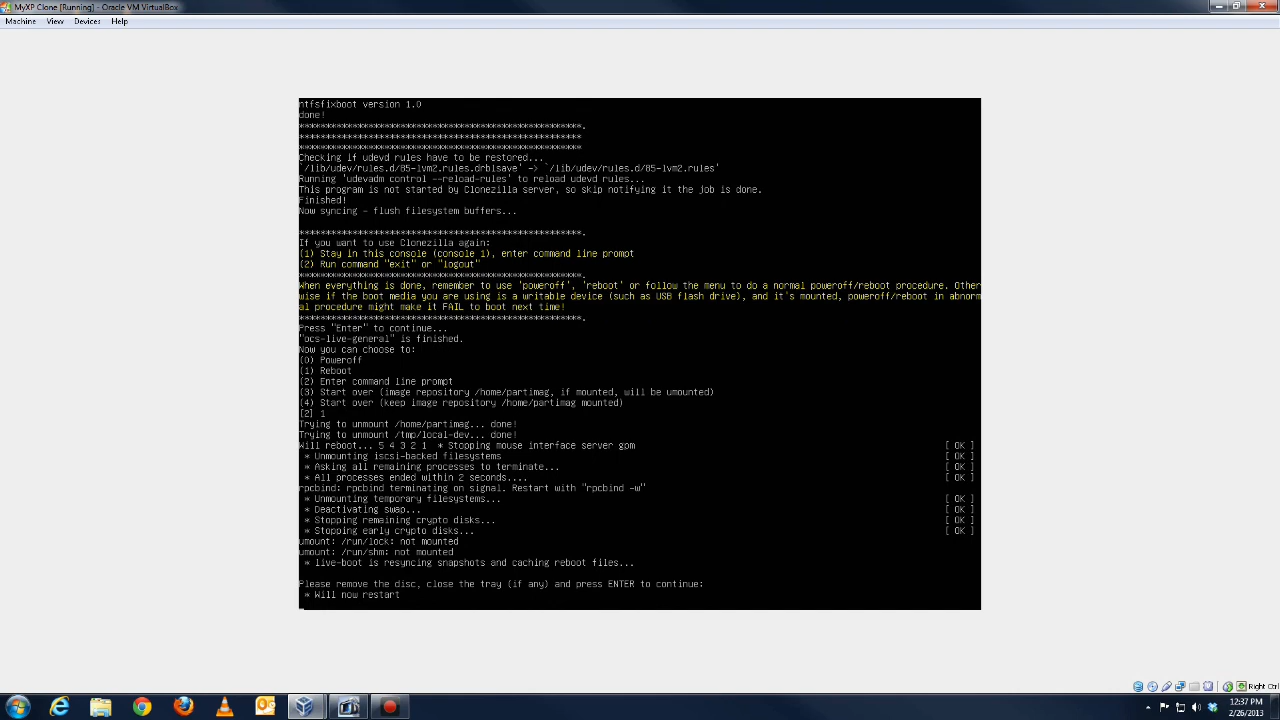 MyXP Clone [Running] - Oracle VM VirtualBox
Machine View Devices Help
ntfsfixboot version 1.0
done!
*****************************************************.
*****************************************************
*****************************************************
Checking if udevd rules have to be restored...
`/lib/udev/rules.d/85-lvm2.rules.drblsave' -> `/lib/udev/rules.d/85-lvm2.rules'
Running 'udevadm control --reload-rules' to reload udevd rules...
This program is not started by Clonezilla server, so skip notifying it the job is done.
Finished!
Now syncing - flush filesystem buffers...
*****************************************************.
If you want to use Clonezilla again:
(1) Stay in this console (console 1), enter command line prompt
(2) Run command "exit" or "logout"
*****************************************************.
When everything is done, remember to use 'poweroff', 'reboot' or follow the menu to do a normal poweroff/reboot procedure. Other
wise if the boot media you are using is a writable device (such as USB flash drive), and it's mounted, poweroff/reboot in abnorm
al procedure might make it FAIL to boot next time!
*****************************************************.
Press "Enter" to continue...
"ocs-live-general" is finished.
Now you can choose to:
(0) Poweroff
(1) Reboot
(2) Enter command line prompt
(3) Start over (image repository /home/partimag, if mounted, will be umounted)
(4) Start over (keep image repository /home/partimag mounted)
[2] 1
Trying to unmount /home/partimag... done!
Trying to unmount /tmp/local-dev... done!
Will reboot... 5 4 3 2 1  * Stopping mouse interface server gpm [ OK ]
* Unmounting iscsi-backed filesystems [ OK ]
* Asking all remaining processes to terminate... [ OK ]
* All processes ended within 2 seconds.... [ OK ]
rpcbind: rpcbind terminating on signal. Restart with "rpcbind -w"
* Unmounting temporary filesystems... [ OK ]
* Deactivating swap... [ OK ]
* Stopping remaining crypto disks... [ OK ]
* Stopping early crypto disks... [ OK ]
umount: /run/lock: not mounted
umount: /run/shm: not mounted
* live-boot is resyncing snapshots and caching reboot files...
Please remove the disc, close the tray (if any) and press ENTER to continue:
* Will now restart
Right Ctrl
12:37 PM
2/26/2013